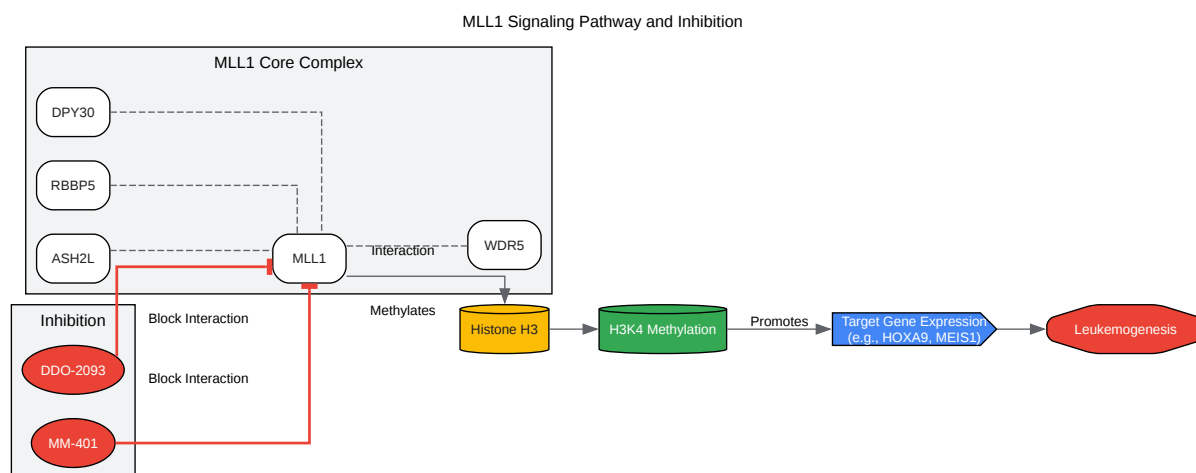 MLL1 Signaling Pathway and Inhibition
MLL1 Core Complex
DPY30
RBBP5
ASH2L
MLL1
Interaction
WDR5
Inhibition
Block Interaction
Methylates
Histone H3
H3K4 Methylation
Promotes
Target Gene Expression
(e.g., HOXA9, MEIS1)
Leukemogenesis
DDO-2093
Block Interaction
MM-401